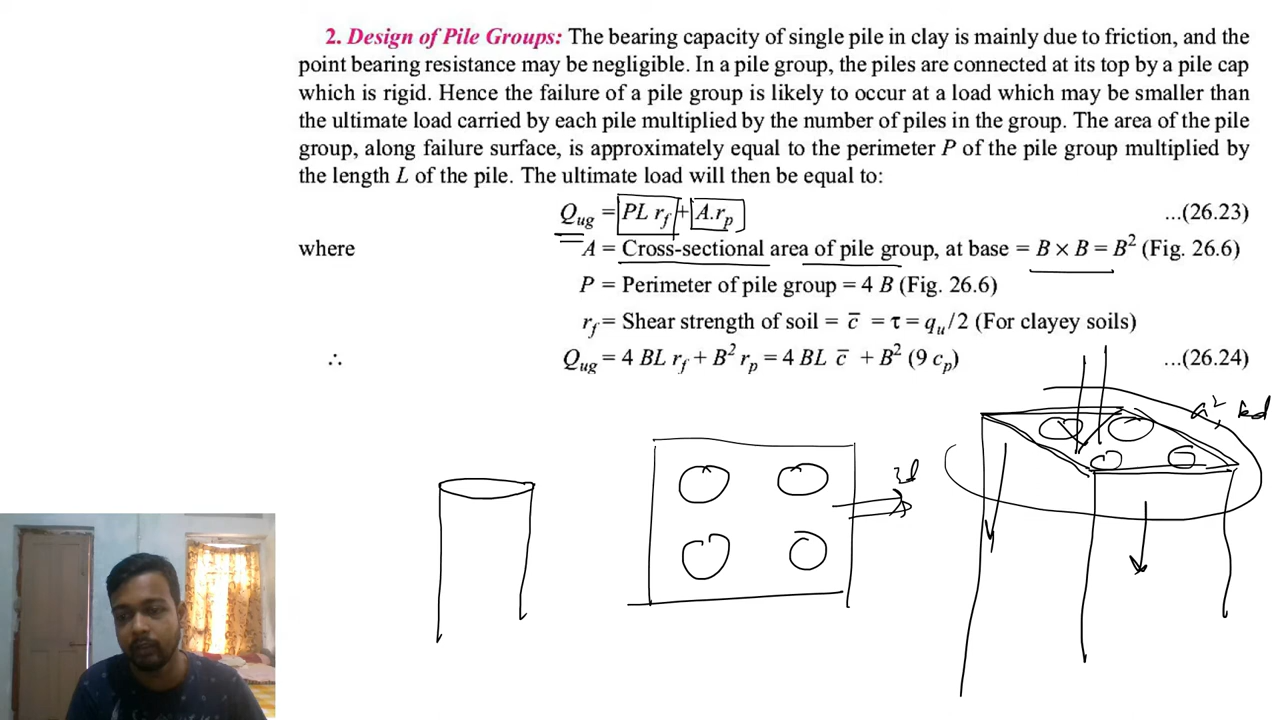 2. Design of Pile Groups: The bearing capacity of single pile in clay is mainly due to friction, and the
point bearing resistance may be negligible. In a pile group, the piles are connected at its top by a pile cap
which is rigid. Hence the failure of a pile group is likely to occur at a load which may be smaller than
the ultimate load carried by each pile multiplied by the number of piles in the group. The area of the pile
group, along failure surface, is approximately equal to the perimeter P of the pile group multiplied by
the length L of the pile. The ultimate load will then be equal to:
Q_ug = PL r_f + A.r_p ...(26.23)
where A = Cross-sectional area of pile group, at base = B × B = B² (Fig. 26.6)
P = Perimeter of pile group = 4 B (Fig. 26.6)
r_f = Shear strength of soil = c̄ = τ = q_u/2 (For clayey soils)
∴ Q_ug = 4 BL r_f + B² r_p = 4 BL c̄ + B² (9 c_p) ...(26.24)